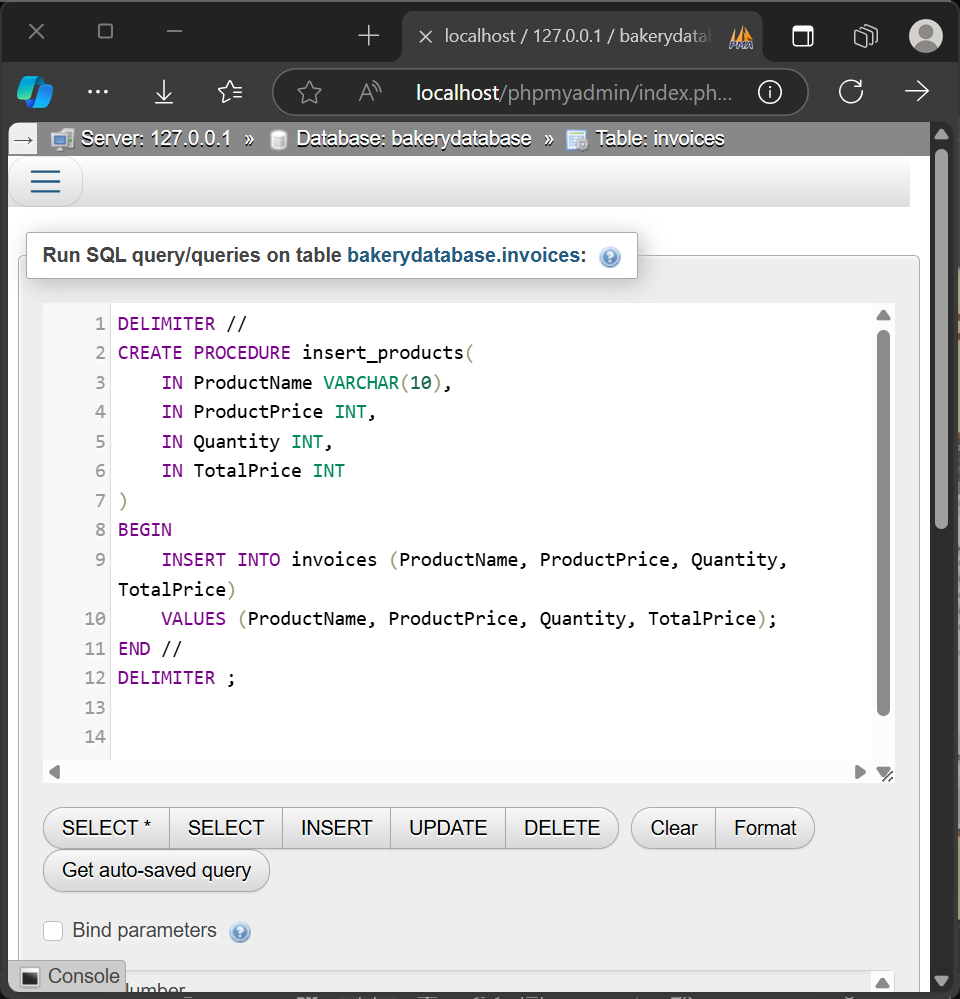 localhost / 127.0.0.1 / bakerydatal
PMA
localhost/phpmyadmin/index.ph...
Server: 127.0.0.1 » Database: bakerydatabase » Table: invoices
Run SQL query/queries on table bakerydatabase.invoices:
1 DELIMITER //
2 CREATE PROCEDURE insert_products(
3 IN ProductName VARCHAR(10),
4 IN ProductPrice INT,
5 IN Quantity INT,
6 IN TotalPrice INT
7 )
8 BEGIN
9 INSERT INTO invoices (ProductName, ProductPrice, Quantity,
TotalPrice)
10 VALUES (ProductName, ProductPrice, Quantity, TotalPrice);
11 END //
12 DELIMITER ;
13
14
SELECT * SELECT INSERT UPDATE DELETE Clear Format
Get auto-saved query
Bind parameters
Console